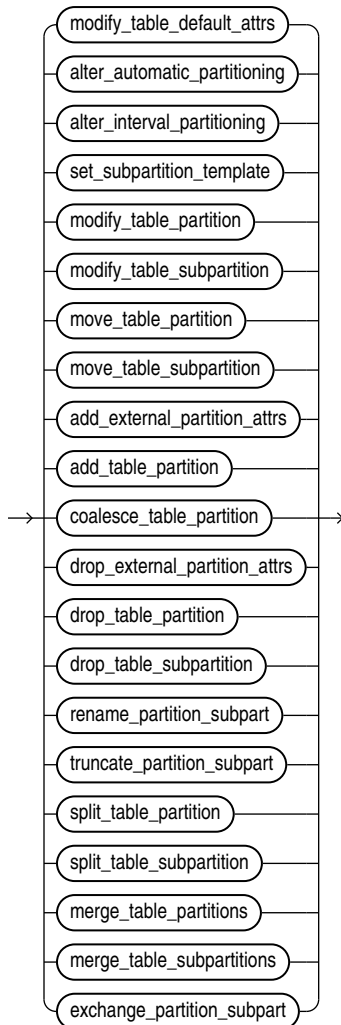 modify_table_default_attrs
alter_automatic_partitioning
alter_interval_partitioning
set_subpartition_template
modify_table_partition
modify_table_subpartition
move_table_partition
move_table_subpartition
add_external_partition_attrs
add_table_partition
coalesce_table_partition
drop_external_partition_attrs
drop_table_partition
drop_table_subpartition
rename_partition_subpart
truncate_partition_subpart
split_table_partition
split_table_subpartition
merge_table_partitions
merge_table_subpartitions
exchange_partition_subpart